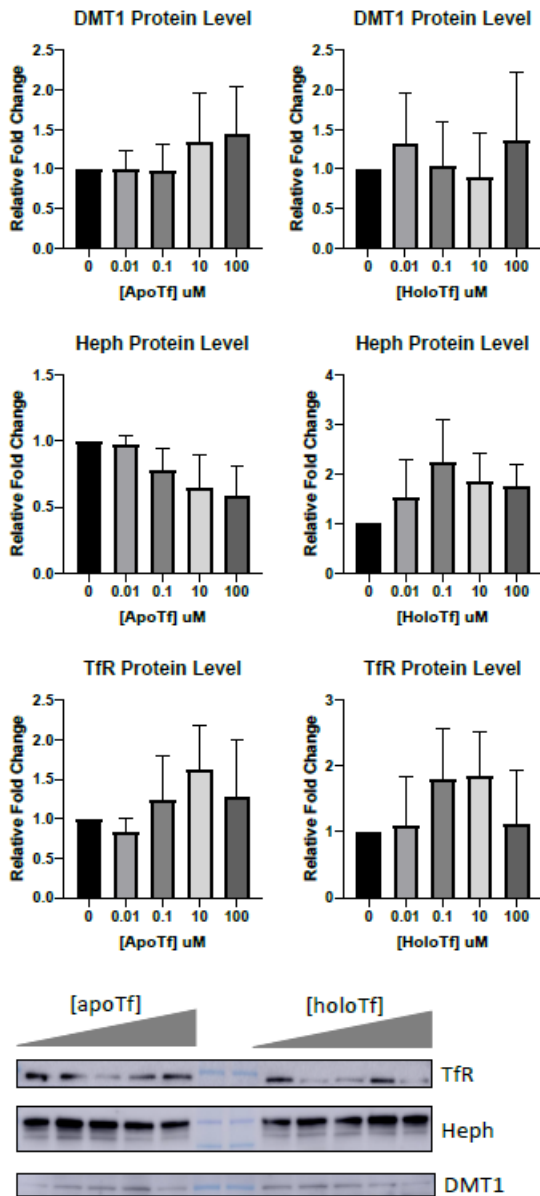 DMT1 Protein Level
Relative Fold Change
2.5
2.0
1.5
1.0
0.5
0.0
0 0.01 0.1 10 100
[ApoTf] uM
DMT1 Protein Level
Relative Fold Change
2.5
2.0
1.5
1.0
0.5
0.0
0 0.01 0.1 10 100
[HoloTf] uM
Heph Protein Level
Relative Fold Change
1.5
1.0
0.5
0.0
0 0.01 0.1 10 100
[ApoTf] uM
Heph Protein Level
Relative Fold Change
4
3
2
1
0
0 0.01 0.1 10 100
[HoloTf] uM
TfR Protein Level
Relative Fold Change
2.5
2.0
1.5
1.0
0.5
0.0
0 0.01 0.1 10 100
[ApoTf] uM
TfR Protein Level
Relative Fold Change
3
2
1
0
0 0.01 0.1 10 100
[HoloTf] uM
[apoTf]
[holoTf]
TfR
Heph
DMT1